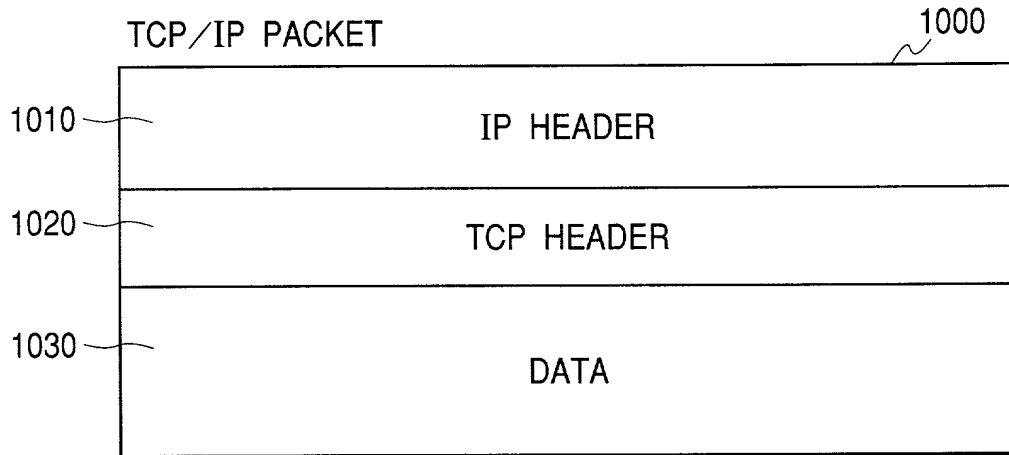 TCP/IP PACKET
1000
1010
IP HEADER
1020
TCP HEADER
1030
DATA